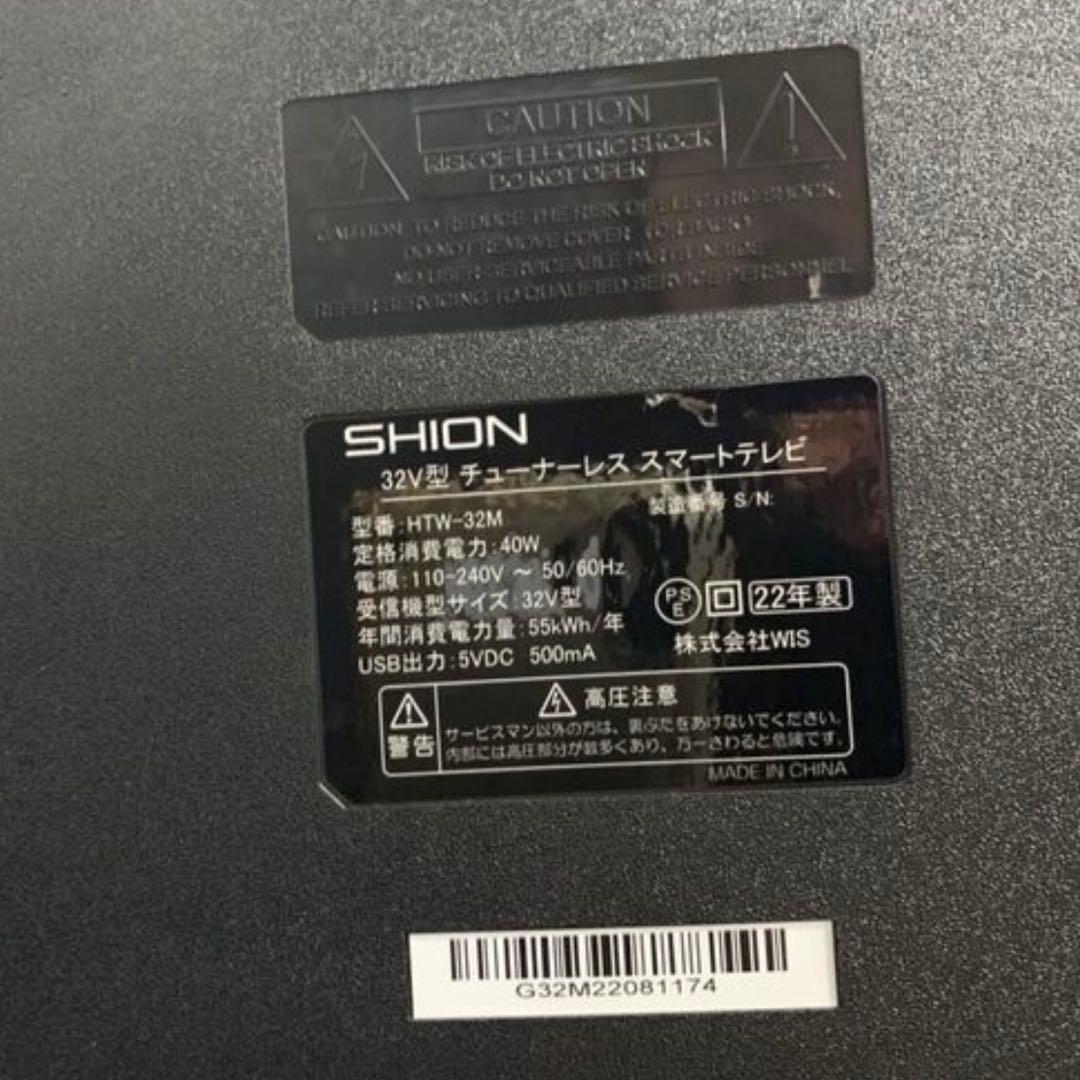 CAUTION
RISK OF ELECTRIC SHOCK
DO NOT OPEN
CAUTION: TO REDUCE THE RISK OF ELECTRIC SHOCK,
DO NOT REMOVE COVER
NO USER SERVICEABLE PARTS INSIDE
REFER SERVICING TO QUALIFIED SERVICE PERSONNEL
SHION
32V型 チューナーレス スマートテレビ
製造番号 S/N:
型番:HTW-32M
定格消費電力:40W
電源:110-240V ～ 50/60Hz
受信機型サイズ:32V型
年間消費電力量:55kWh/年
USB出力:5VDC 500mA
PS
E
22年製
株式会社WIS
警告
高圧注意
サービスマン以外の方は、裏ぶたをあけないでください。
内部には高圧部分が数多くあり、万一さわると危険です。
MADE IN CHINA
G32M22081174